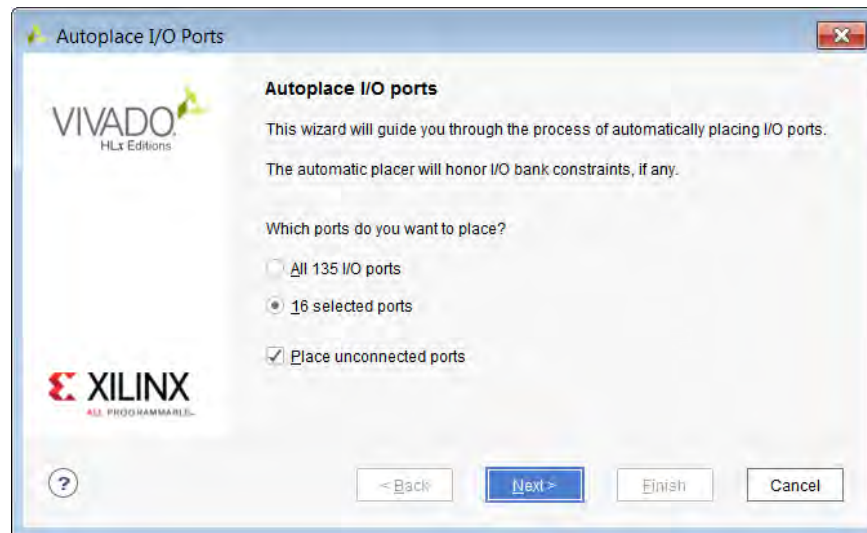 Autoplace I/O Ports
VIVADO
HLx Editions
Autoplace I/O ports
This wizard will guide you through the process of automatically placing I/O ports.
The automatic placer will honor I/O bank constraints, if any.
Which ports do you want to place?
All 135 I/O ports
16 selected ports
Place unconnected ports
XILINX
ALL PROGRAMMABLE™
?
< Back
Next >
Finish
Cancel